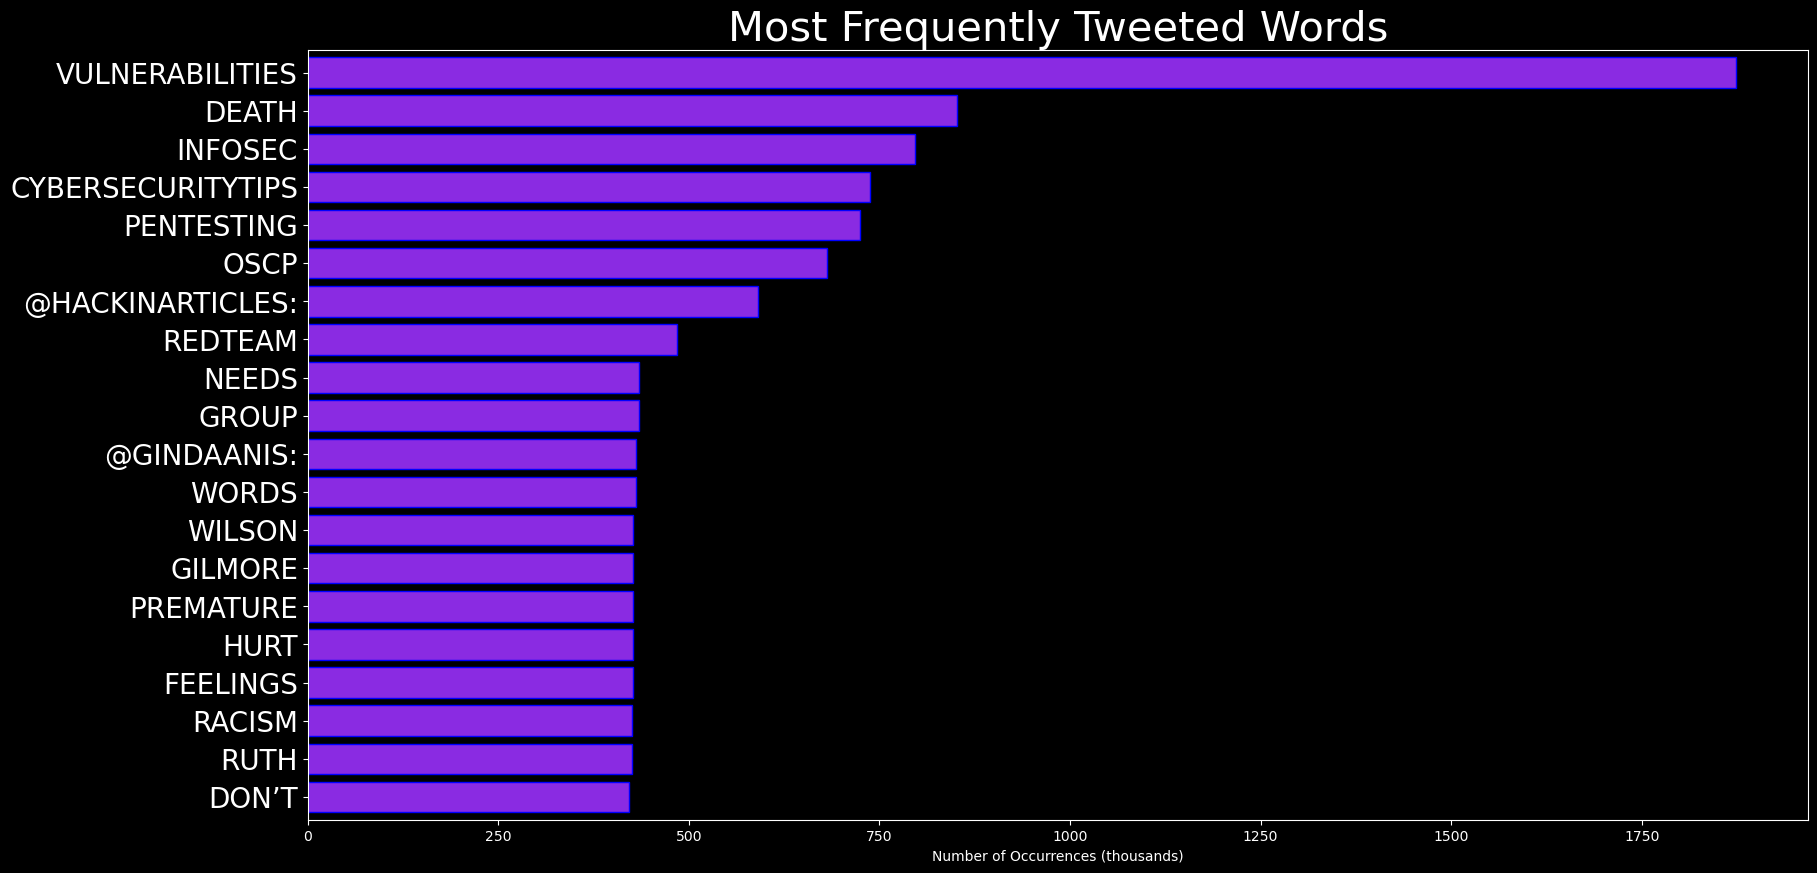 Most Frequently Tweeted Words
VULNERABILITIES
DEATH
INFOSEC
CYBERSECURITYTIPS
PENTESTING
OSCP
@HACKINARTICLES:
REDTEAM
NEEDS
GROUP
@GINDAANIS:
WORDS
WILSON
GILMORE
PREMATURE
HURT
FEELINGS
RACISM
RUTH
DON’T
0 250 500 750 1000 1250 1500 1750
Number of Occurrences (thousands)